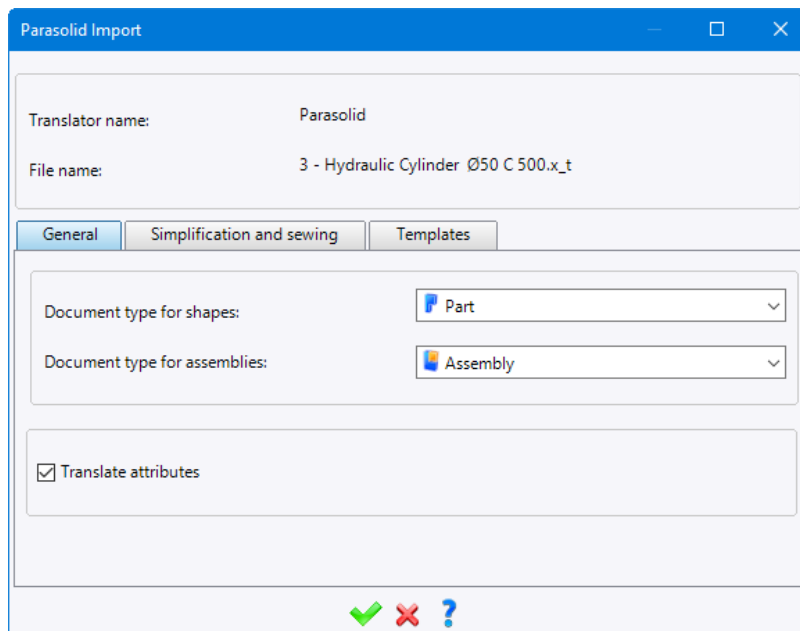 Parasolid Import
Translator name: Parasolid
File name: 3 - Hydraulic Cylinder Ø50 C 500.x_t
General Simplification and sewing Templates
Document type for shapes: Part
Document type for assemblies: Assembly
Translate attributes